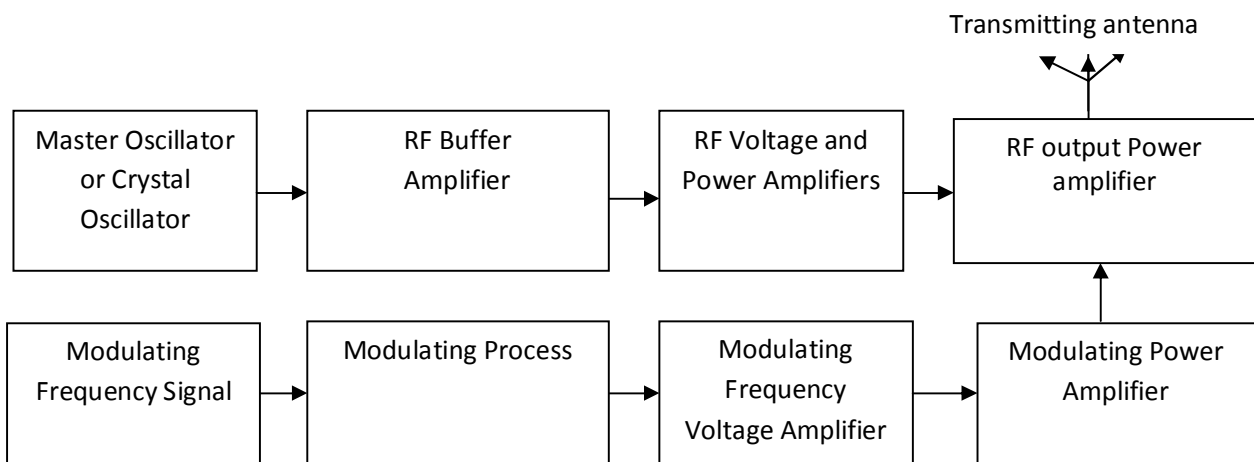 Transmitting antenna
Master Oscillator
or Crystal
Oscillator
RF Buffer
Amplifier
RF Voltage and
Power Amplifiers
RF output Power
amplifier
Modulating
Frequency Signal
Modulating Process
Modulating
Frequency
Voltage Amplifier
Modulating Power
Amplifier